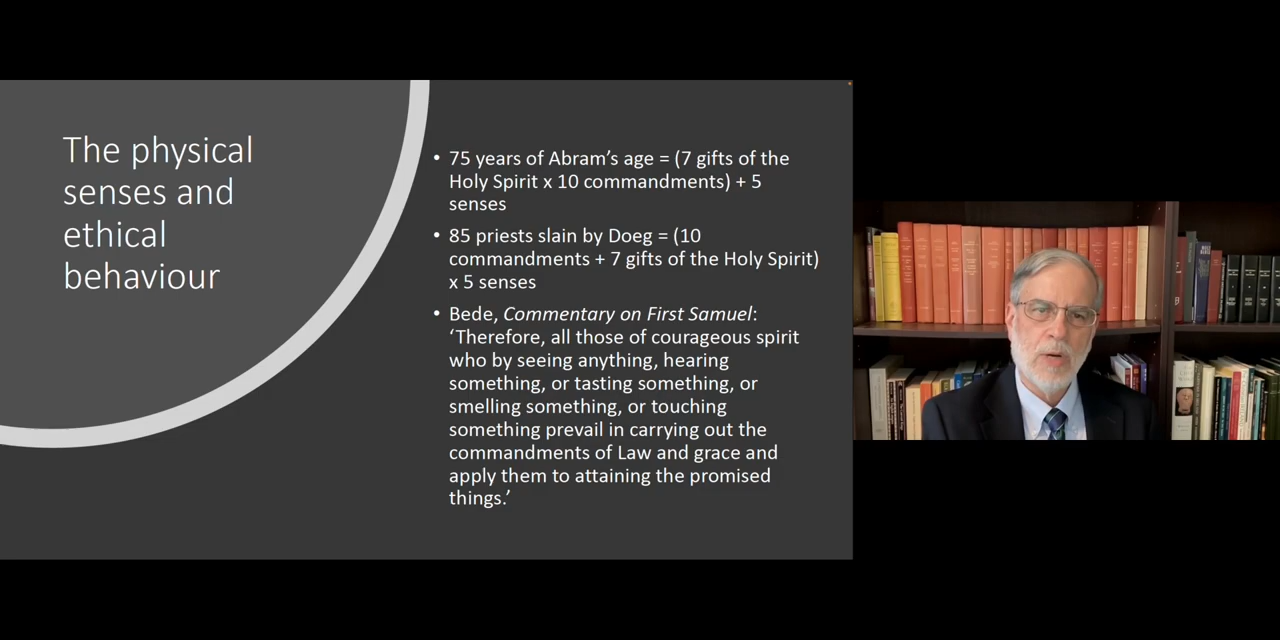 The physical
senses and
ethical
behaviour
• 75 years of Abram’s age = (7 gifts of the
Holy Spirit x 10 commandments) + 5
senses
• 85 priests slain by Doeg = (10
commandments + 7 gifts of the Holy Spirit)
x 5 senses
• Bede, Commentary on First Samuel:
‘Therefore, all those of courageous spirit
who by seeing anything, hearing
something, or tasting something, or
smelling something, or touching
something prevail in carrying out the
commandments of Law and grace and
apply them to attaining the promised
things.’